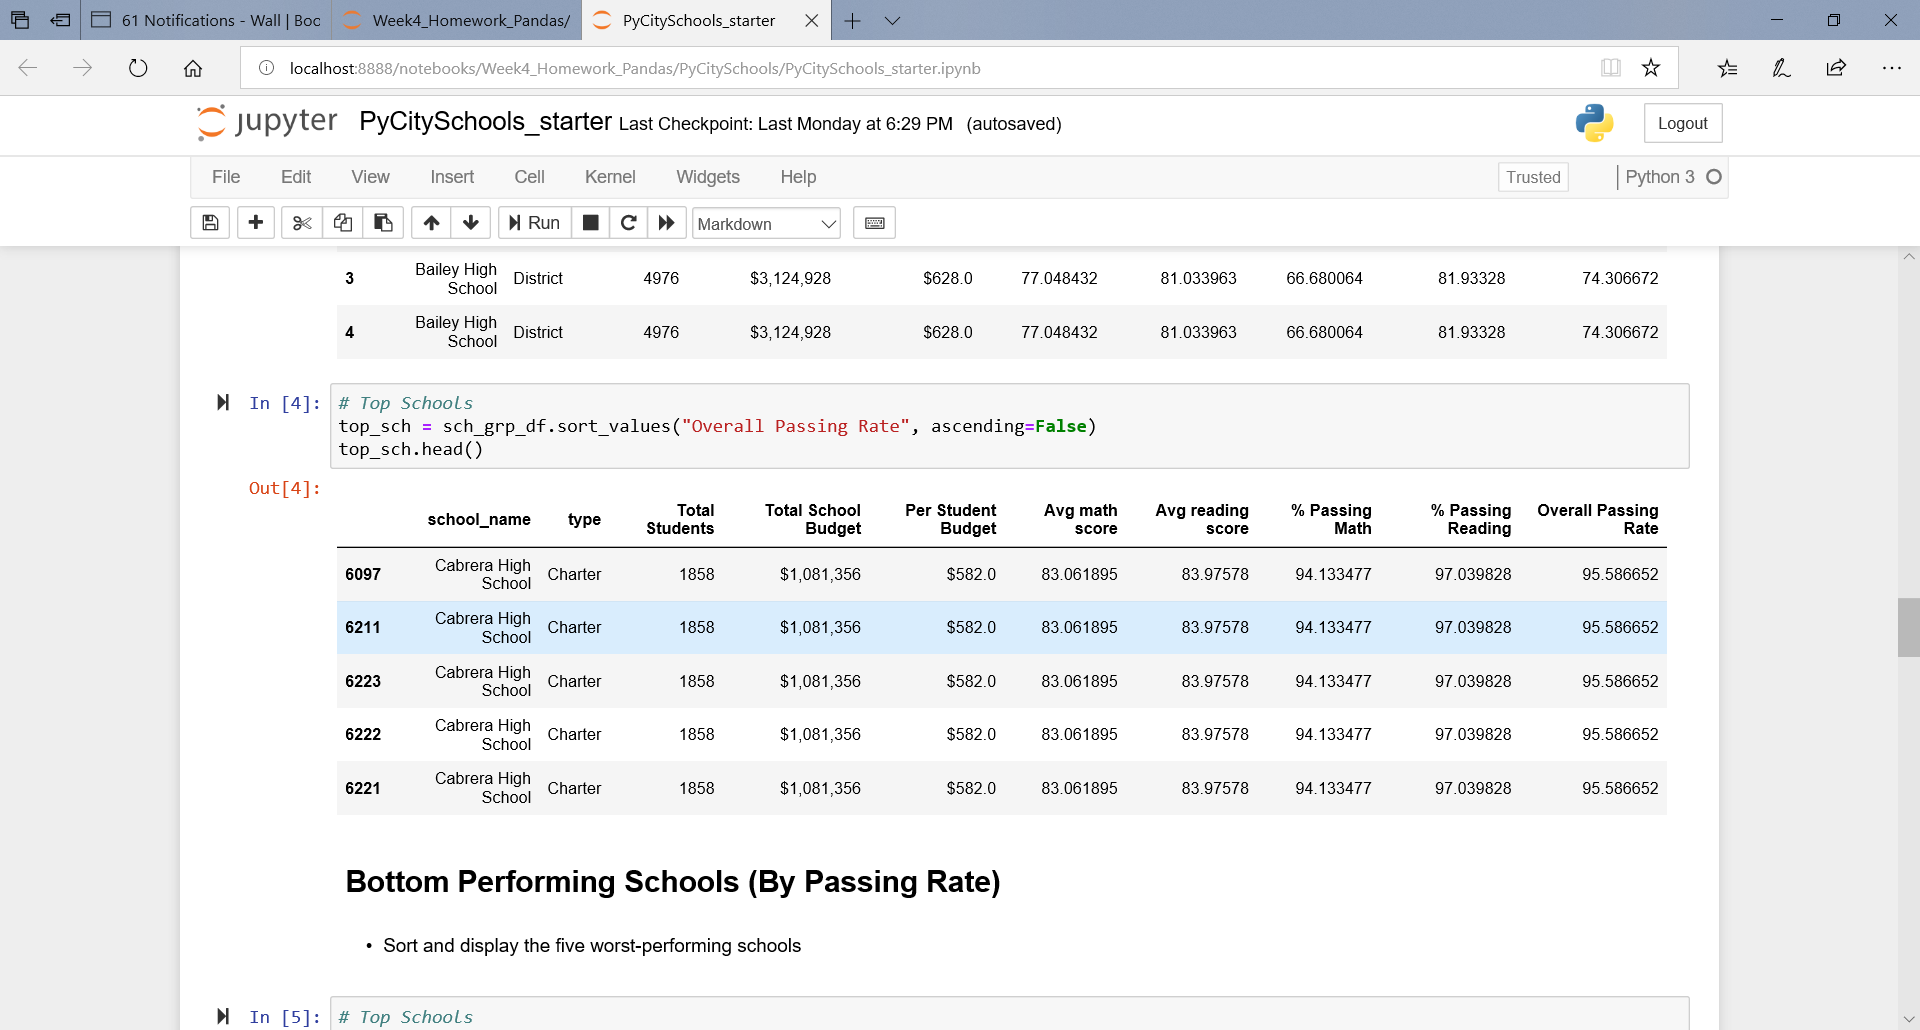 61 Notifications - Wall | Boc
Week4_Homework_Pandas/
PyCitySchools_starter
localhost:8888/notebooks/Week4_Homework_Pandas/PyCitySchools/PyCitySchools_starter.ipynb
jupyter PyCitySchools_starter Last Checkpoint: Last Monday at 6:29 PM (autosaved)
Logout
File Edit View Insert Cell Kernel Widgets Help
Trusted
Python 3
Run
Markdown
3 Bailey High School District 4976 $3,124,928 $628.0 77.048432 81.033963 66.680064 81.93328 74.306672
4 Bailey High School District 4976 $3,124,928 $628.0 77.048432 81.033963 66.680064 81.93328 74.306672
In [4]: # Top Schools
top_sch = sch_grp_df.sort_values("Overall Passing Rate", ascending=False)
top_sch.head()
Out[4]:
school_name type Total Students Total School Budget Per Student Budget Avg math score Avg reading score % Passing Math % Passing Reading Overall Passing Rate
6097 Cabrera High School Charter 1858 $1,081,356 $582.0 83.061895 83.97578 94.133477 97.039828 95.586652
6211 Cabrera High School Charter 1858 $1,081,356 $582.0 83.061895 83.97578 94.133477 97.039828 95.586652
6223 Cabrera High School Charter 1858 $1,081,356 $582.0 83.061895 83.97578 94.133477 97.039828 95.586652
6222 Cabrera High School Charter 1858 $1,081,356 $582.0 83.061895 83.97578 94.133477 97.039828 95.586652
6221 Cabrera High School Charter 1858 $1,081,356 $582.0 83.061895 83.97578 94.133477 97.039828 95.586652
Bottom Performing Schools (By Passing Rate)
• Sort and display the five worst-performing schools
In [5]: # Top Schools